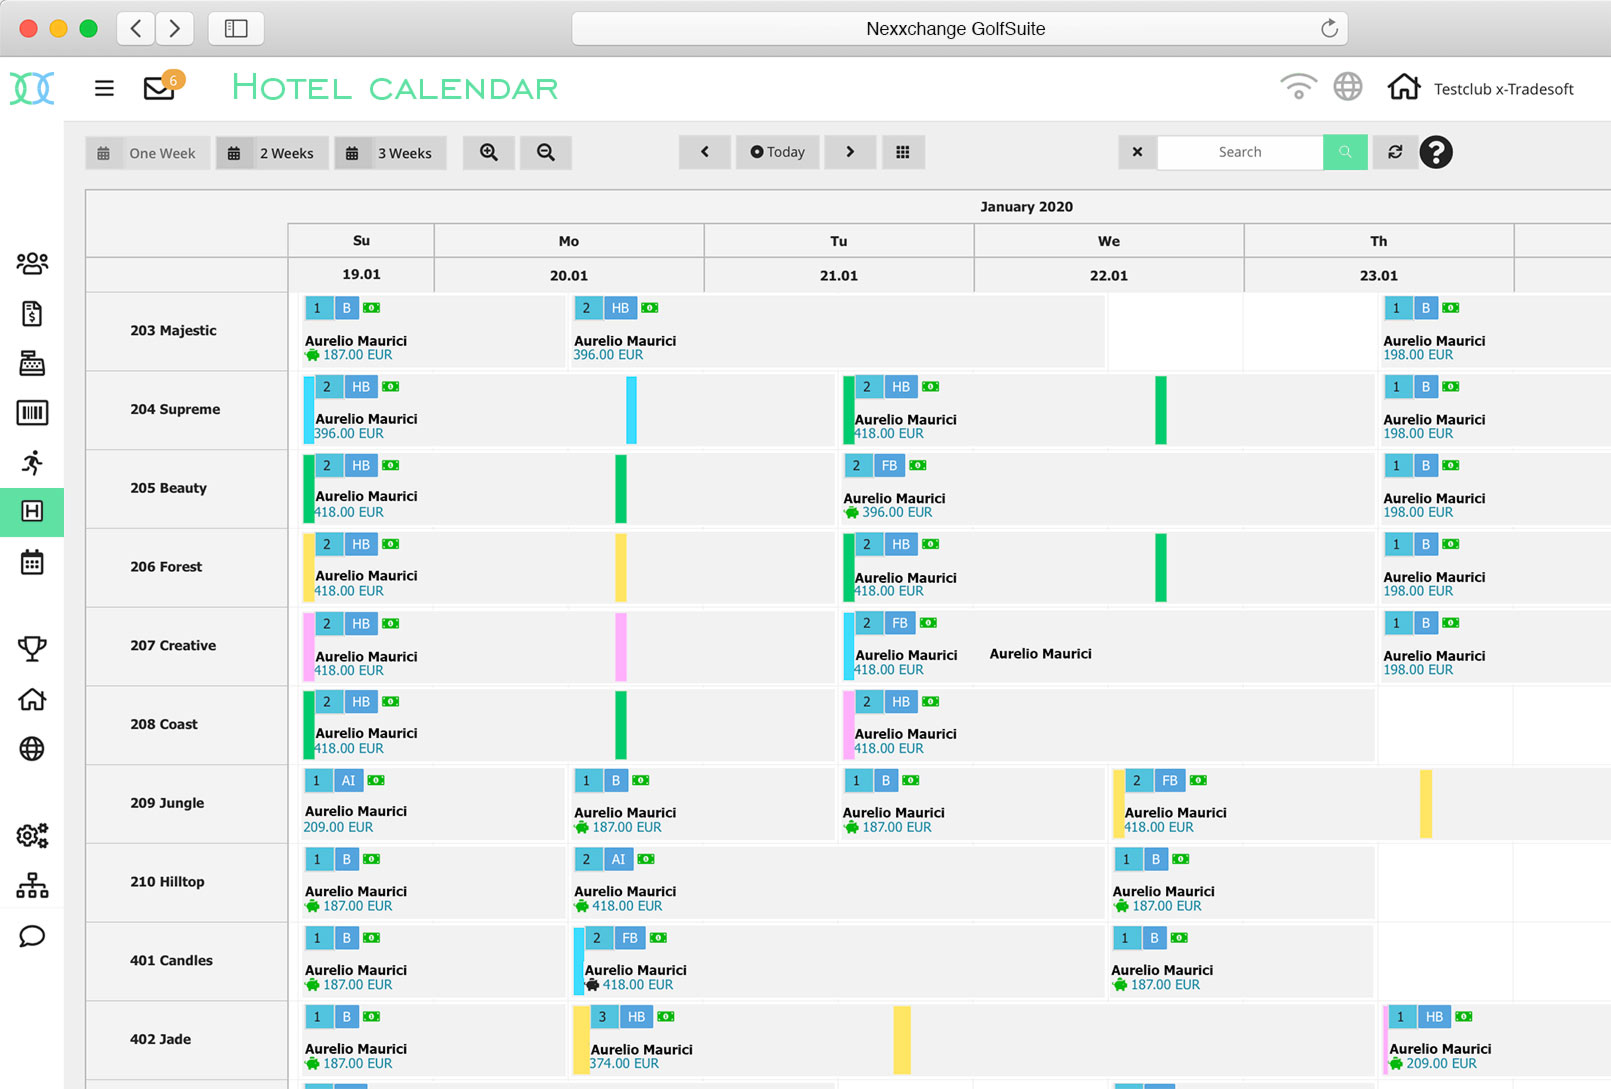 Nexxchange GolfSuite
6
HOTEL CALENDAR
Testclub x-Tradesoft
One Week
2 Weeks
3 Weeks
Today
Search
?
January 2020
Su Mo Tu We Th
19.01 20.01 21.01 22.01 23.01
203 Majestic
1 B
Aurelio Maurici
187.00 EUR
2 HB
Aurelio Maurici
396.00 EUR
1 B
Aurelio Maurici
198.00 EUR
204 Supreme
2 HB
Aurelio Maurici
396.00 EUR
2 HB
Aurelio Maurici
418.00 EUR
1 B
Aurelio Maurici
198.00 EUR
205 Beauty
2 HB
Aurelio Maurici
418.00 EUR
2 FB
Aurelio Maurici
396.00 EUR
1 B
Aurelio Maurici
198.00 EUR
206 Forest
2 HB
Aurelio Maurici
418.00 EUR
2 HB
Aurelio Maurici
418.00 EUR
1 B
Aurelio Maurici
198.00 EUR
207 Creative
2 HB
Aurelio Maurici
418.00 EUR
2 FB
Aurelio Maurici
418.00 EUR
Aurelio Maurici
1 B
Aurelio Maurici
198.00 EUR
208 Coast
2 HB
Aurelio Maurici
418.00 EUR
2 HB
Aurelio Maurici
418.00 EUR
209 Jungle
1 AI
Aurelio Maurici
209.00 EUR
1 B
Aurelio Maurici
187.00 EUR
1 B
Aurelio Maurici
187.00 EUR
2 FB
Aurelio Maurici
418.00 EUR
210 Hilltop
1 B
Aurelio Maurici
187.00 EUR
2 AI
Aurelio Maurici
418.00 EUR
1 B
Aurelio Maurici
187.00 EUR
401 Candles
1 B
Aurelio Maurici
187.00 EUR
2 FB
Aurelio Maurici
418.00 EUR
1 B
Aurelio Maurici
187.00 EUR
402 Jade
1 B
Aurelio Maurici
187.00 EUR
3 HB
Aurelio Maurici
374.00 EUR
1 HB
Aurelio Maurici
209.00 EUR